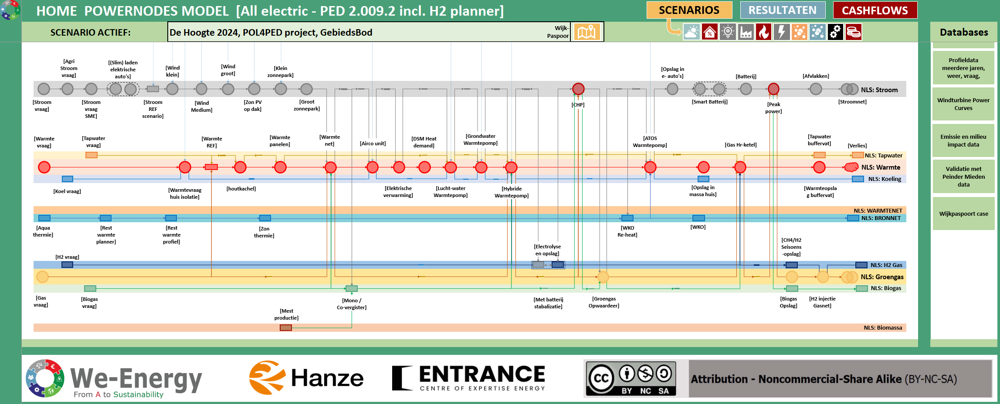 HOME POWERNODES MODEL [All electric - PED 2.009.2 incl. H2 planner]
SCENARIOS
RESULTATEN
CASHFLOWS
SCENARIO ACTIEF:
De Hoogte 2024, POL4PED project, GebiedsBod
Wijk-
Paspoor
Databases
[Agri
Stroom
vraag]
[(Slim) laden
elektrische
auto's]
[Wind
klein]
[Wind
groot]
[Klein
zonnepark]
[Opslag in
e- auto's]
[Batterij]
[Afvlakken]
NLS: Stroom
[Stroom
vraag]
[Stroom
vraag
SME]
[Stroom
REF
scenario]
[Wind
Medium]
[Zon PV
op dak]
[Groot
zonnepark]
[CHP]
[Smart Batterij]
[Peak
power]
[Stroomnet]
[Warmte
vraag]
[Tapwater
vraag]
[Warmte
REF]
[Warmte
panelen]
[Warmte
net]
[Airco unit]
[DSM Heat
demand]
[Grondwater
Warmtepomp]
[ATOS
Warmtepomp]
[Gas Hr-ketel]
[Tapwater
buffervat]
[Verlies]
NLS: Tapwater
NLS: Warmte
NLS: Koeling
[Koel vraag]
[Warmtevraag
huis isolatie]
[houtkachel]
[Elektrische
verwarming]
[Lucht-water
Warmtepomp]
[Hybride
Warmtepomp]
[Opslag in
massa huis]
[Warmteopsla
g buffervat]
NLS: WARMTENET
NLS: BRONNET
[Aqua
thermie]
[Rest
warmte
planner]
[Rest
warmte
profiel]
[Zon
thermie]
[WKO
Re-heat]
[WKO]
[H2 vraag]
[Electrolyse
en opslag]
[CH4/H2
Seisoens
-opslag]
NLS: H2 Gas
NLS: Groengas
NLS: Biogas
[Gas
vraag]
[Biogas
vraag]
[Mest
productie]
[Mono /
Co-vergister]
[Met batterij
stabalizatie]
[Groengas
Opwaardeer]
[Biogas
Opslag]
[H2 injectie
Gasnet]
NLS: Biomassa
Profieldata
meerdere jaren,
weer, vraag,
Windturbine Power
Curves
Emissie en milieu
impact data
Validatie met
Peinder Mieden
data
Wijkpaspoort case
We-Energy
From A to Sustainability
Hanze
ENTRANCE
CENTRE OF EXPERTISE ENERGY
CC
BY NC SA
Attribution - Noncommercial-Share Alike (BY-NC-SA)